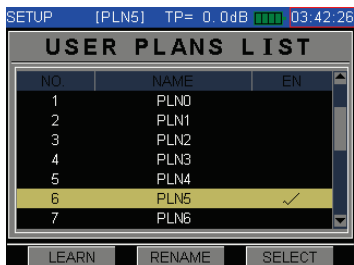 SETUP [PLN5] TP= 0.0dB 03:42:26
USER PLANS LIST
NO. NAME EN
1 PLN0
2 PLN1
3 PLN2
4 PLN3
5 PLN4
6 PLN5 ✓
7 PLN6
LEARN RENAME SELECT